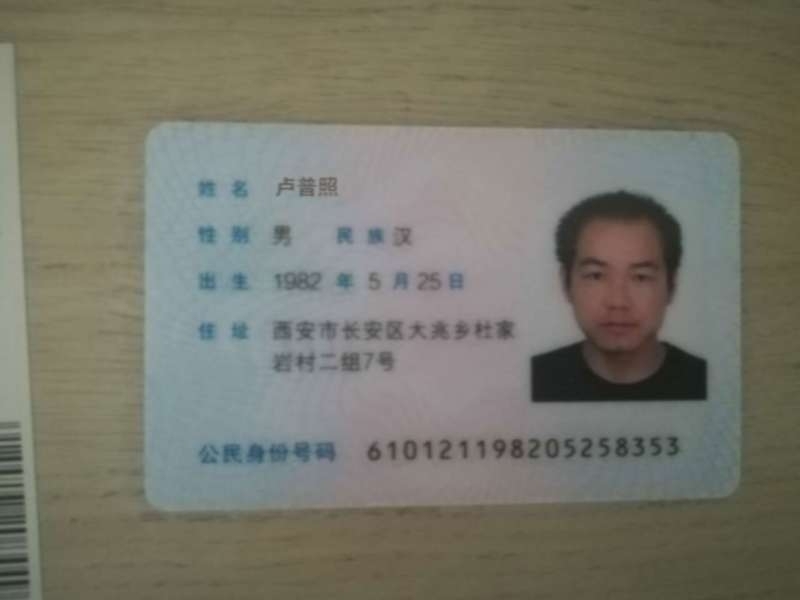 姓名 卢普照
性别 男 民族 汉
出生 1982 年 5 月 25 日
住址 西安市长安区大兆乡杜家
岩村二组7号
公民身份号码 610121198205258353